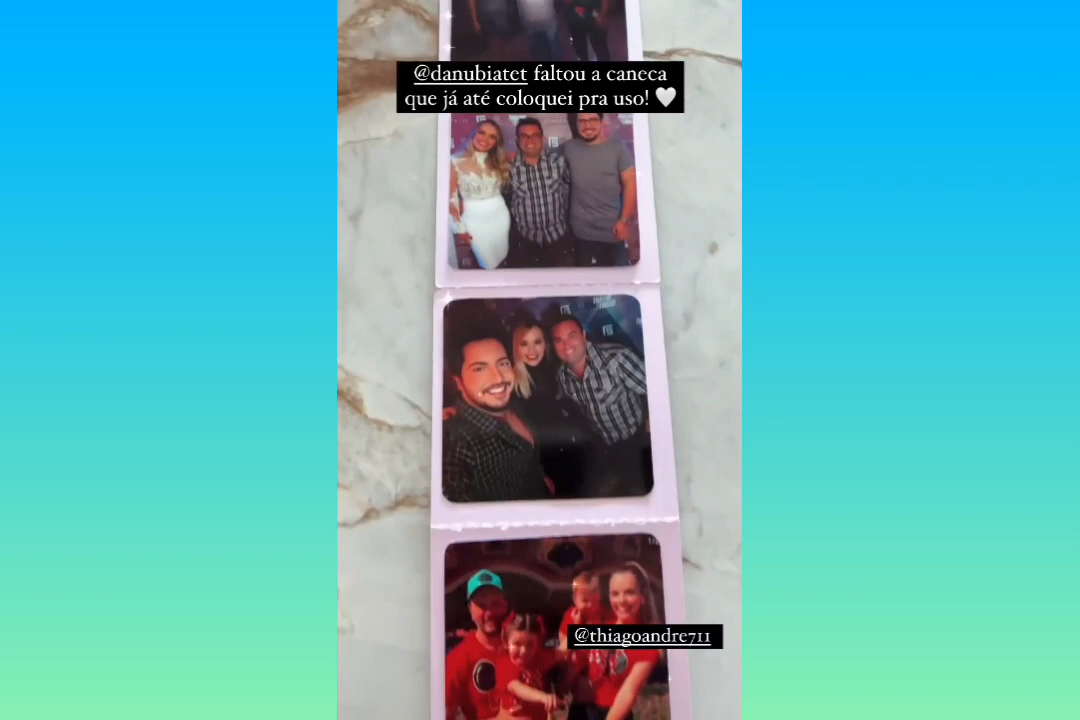 @danubiatet faltou a caneca
que já até coloquei pra uso! 🤍
@thiagoandre711